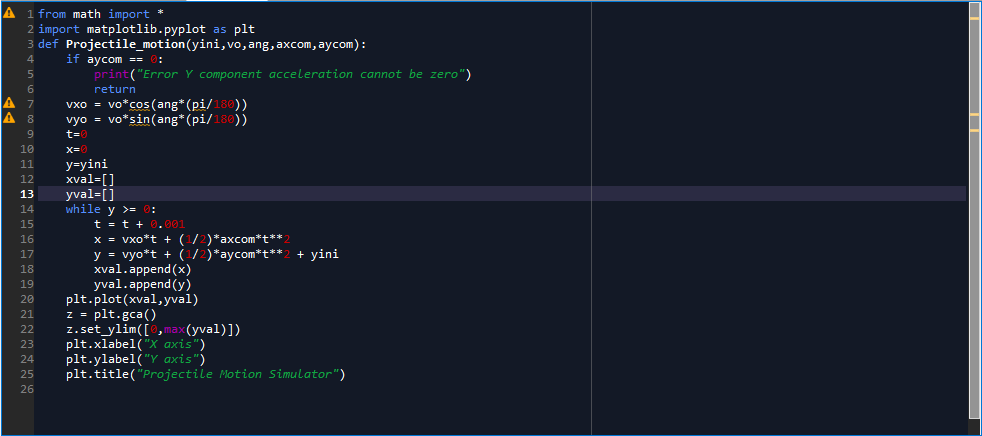 1 from math import *
2 import matplotlib.pyplot as plt
3 def Projectile_motion(yini,vo,ang,axcom,aycom):
4     if aycom == 0:
5         print("Error Y component acceleration cannot be zero")
6         return
7     vxo = vo*cos(ang*(pi/180))
8     vyo = vo*sin(ang*(pi/180))
9     t=0
10     x=0
11     y=yini
12     xval=[]
13     yval=[]
14     while y >= 0:
15         t = t + 0.001
16         x = vxo*t + (1/2)*axcom*t**2
17         y = vyo*t + (1/2)*aycom*t**2 + yini
18         xval.append(x)
19         yval.append(y)
20     plt.plot(xval,yval)
21     z = plt.gca()
22     z.set_ylim([0,max(yval)])
23     plt.xlabel("X axis")
24     plt.ylabel("Y axis")
25     plt.title("Projectile Motion Simulator")
26